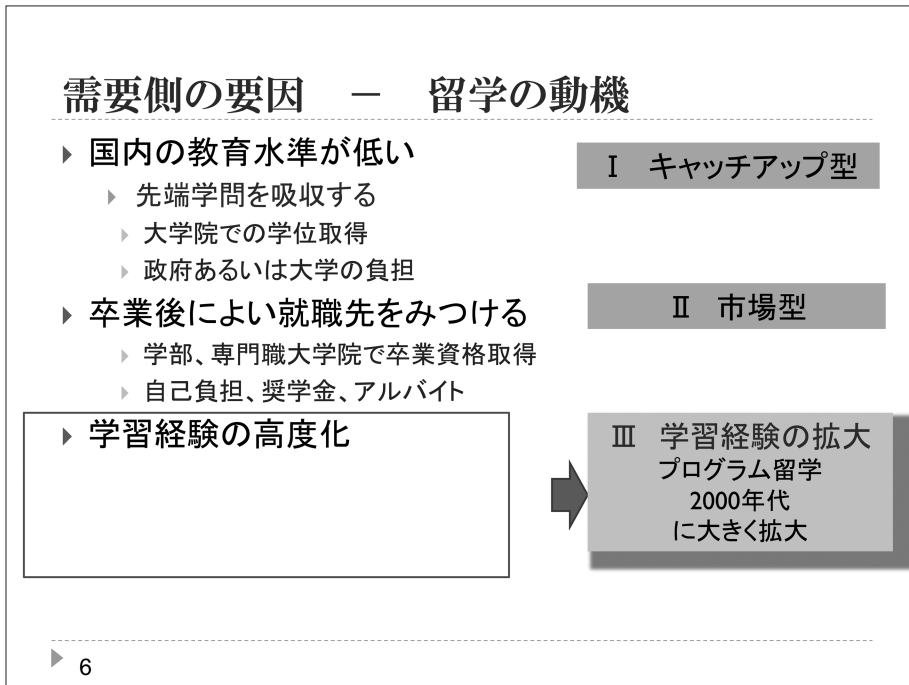 需要側の要因　－　留学の動機
国内の教育水準が低い
先端学問を吸収する
大学院での学位取得
政府あるいは大学の負担
Ⅰ　キャッチアップ型
卒業後によい就職先をみつける
学部、専門職大学院で卒業資格取得
自己負担、奨学金、アルバイト
Ⅱ　市場型
学習経験の高度化
Ⅲ　学習経験の拡大
プログラム留学
2000年代
に大きく拡大
6